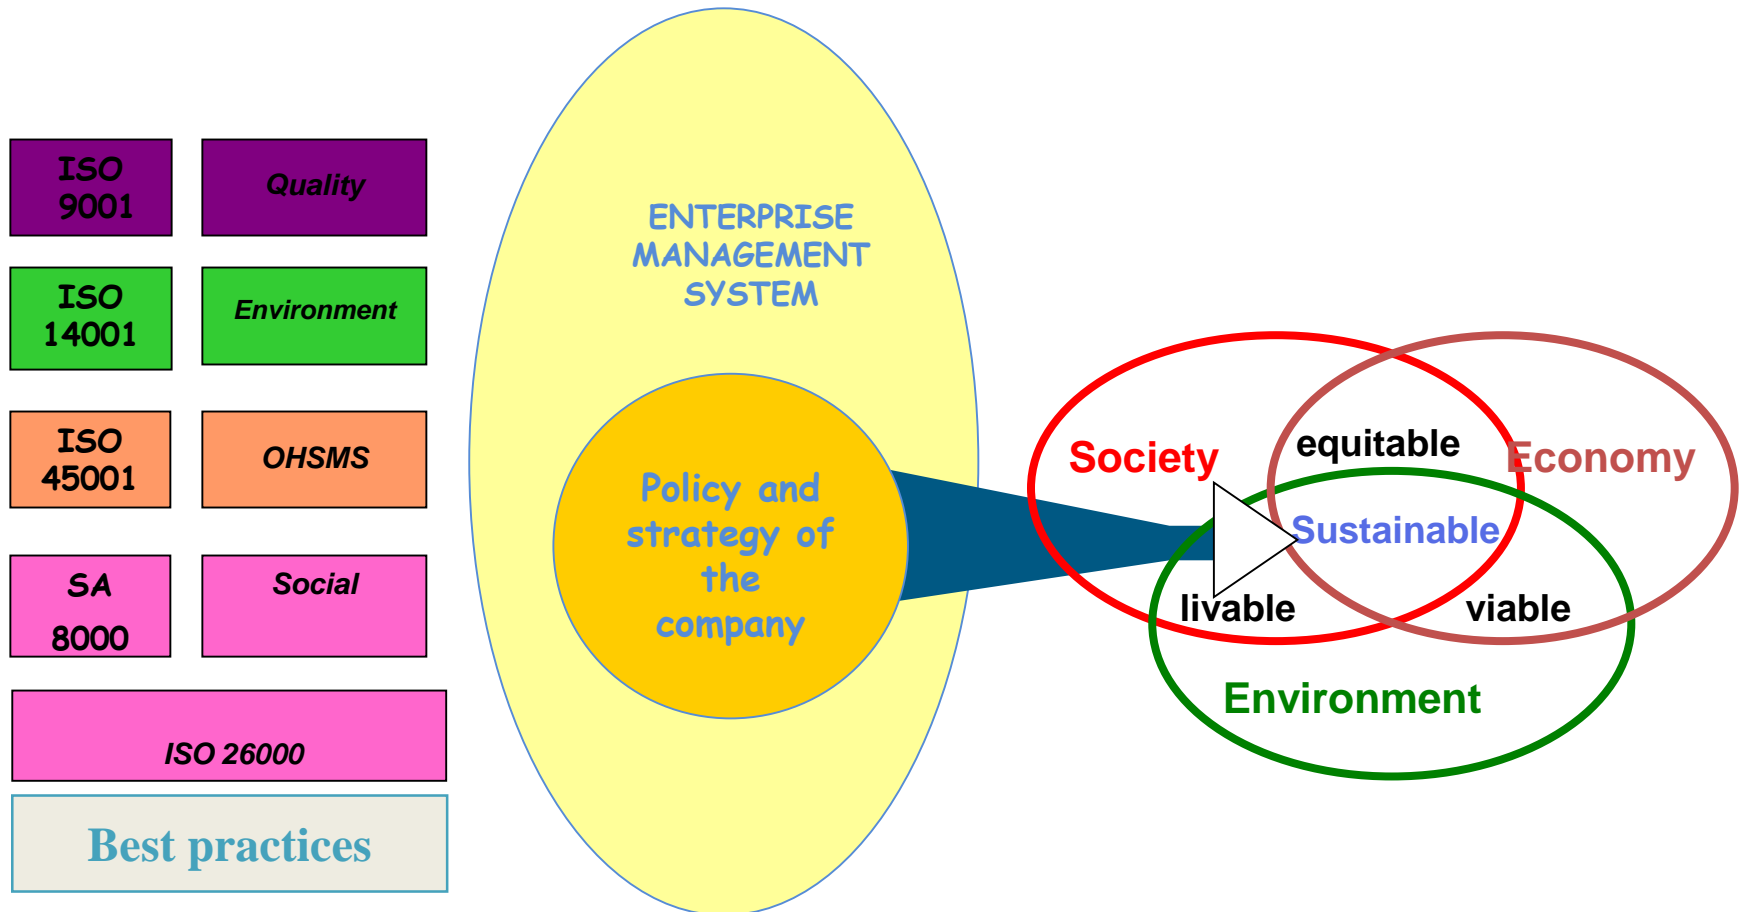 ISO
9001
Quality
ISO
14001
Environment
ISO
45001
OHSMS
SA
8000
Social
ISO 26000
Best practices
ENTERPRISE
MANAGEMENT
SYSTEM
Policy and
strategy of
the
company
Society
equitable
Economy
Sustainable
livable
viable
Environment